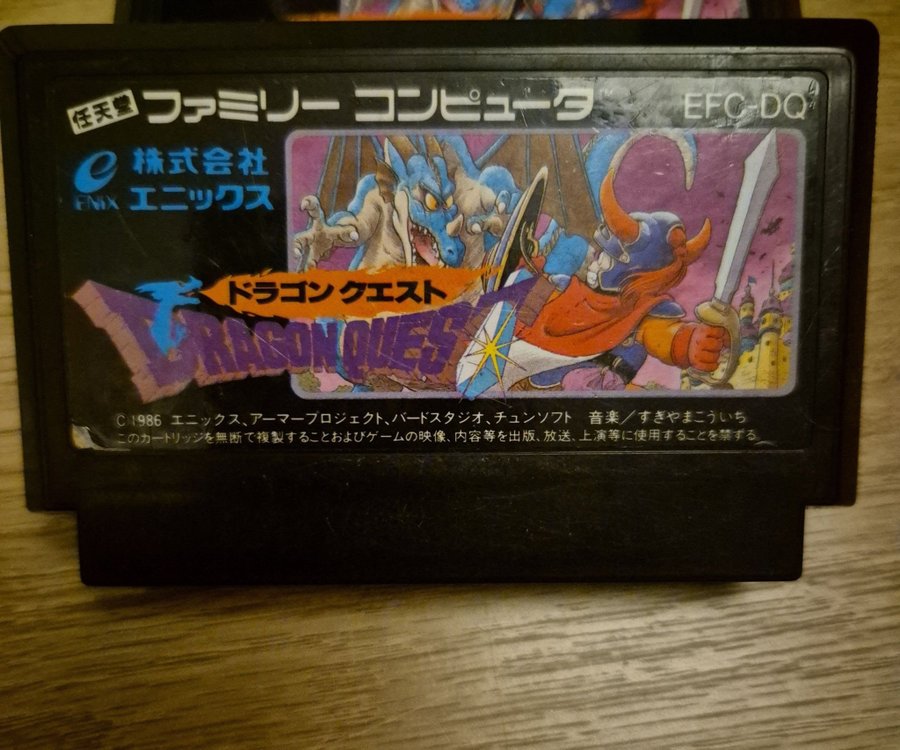 任天堂 ファミリー コンピュータ™ EFC-DQ
株式会社
ENIX エニックス
ドラゴン クエスト
DRAGON QUEST
© 1986 エニックス、アーマープロジェクト、バードスタジオ、チュンソフト 音楽/すぎやまこういち
このカートリッジを無断で複製することおよびゲームの映像、内容等を出版、放送、上演等に使用することを禁する